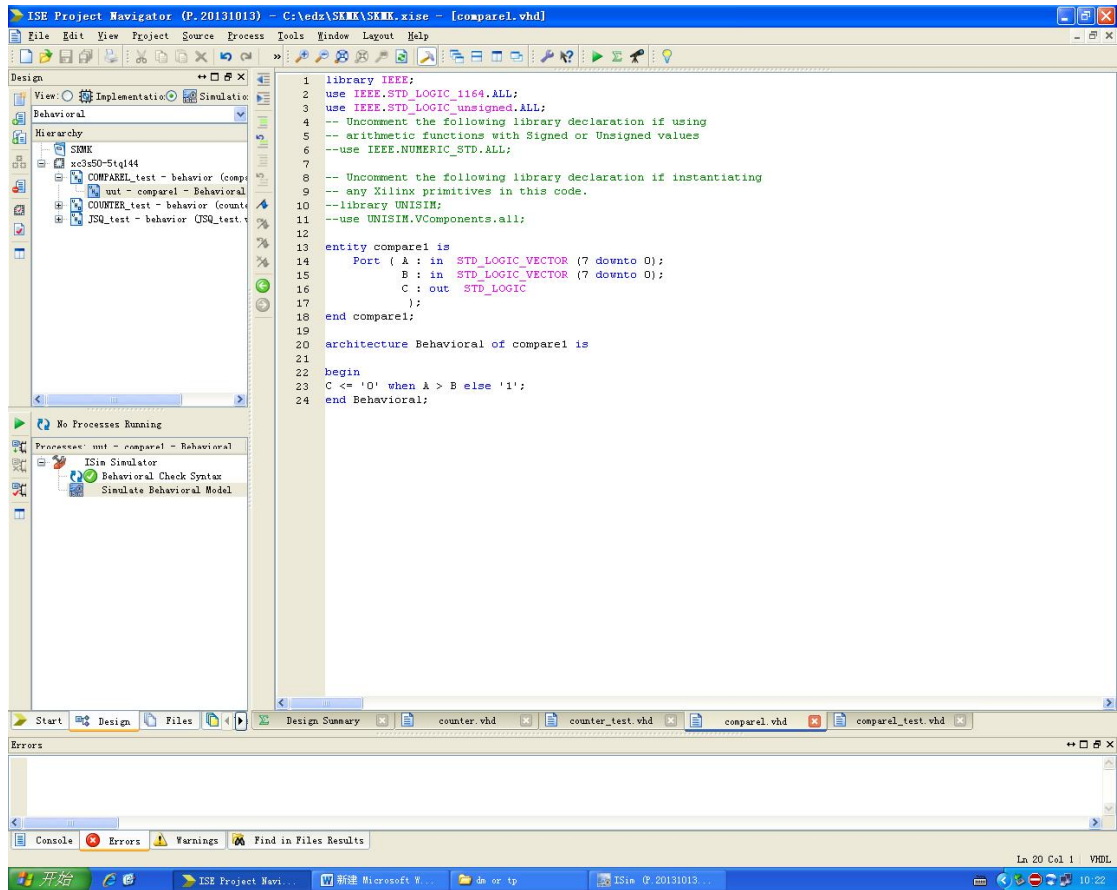 ISE Project Navigator (P.20131013) - C:\edz\SKMK\SKMK.xise - [compare1.vhd]
File Edit View Project Source Process Tools Window Layout Help
Design
View: Implementatio Simulatio
Behavioral
Hierarchy
SKMK
xc3s50-5tq144
COMPARE1_test - behavior (compa
uut - compare1 - Behavioral
COUNTER_test - behavior (counte
JSQ_test - behavior (JSQ_test.v
No Processes Running
Processes: uut - compare1 - Behavioral
ISim Simulator
Behavioral Check Syntax
Simulate Behavioral Model
1 library IEEE;
2 use IEEE.STD_LOGIC_1164.ALL;
3 use IEEE.STD_LOGIC_unsigned.ALL;
4 -- Uncomment the following library declaration if using
5 -- arithmetic functions with Signed or Unsigned values
6 --use IEEE.NUMERIC_STD.ALL;
7
8 -- Uncomment the following library declaration if instantiating
9 -- any Xilinx primitives in this code.
10 --library UNISIM;
11 --use UNISIM.VComponents.all;
12
13 entity compare1 is
14 Port ( A : in STD_LOGIC_VECTOR (7 downto 0);
15 B : in STD_LOGIC_VECTOR (7 downto 0);
16 C : out STD_LOGIC
17 );
18 end compare1;
19
20 architecture Behavioral of compare1 is
21
22 begin
23 C <= '0' when A > B else '1';
24 end Behavioral;
Start Design Files
Design Summary counter.vhd counter_test.vhd compare1.vhd compare1_test.vhd
Errors
Console Errors Warnings Find in Files Results
Ln 20 Col 1 VHDL
开始 ISE Project Navi... 新建 Microsoft W... dm or tp ISim (P.20131013... 10:22